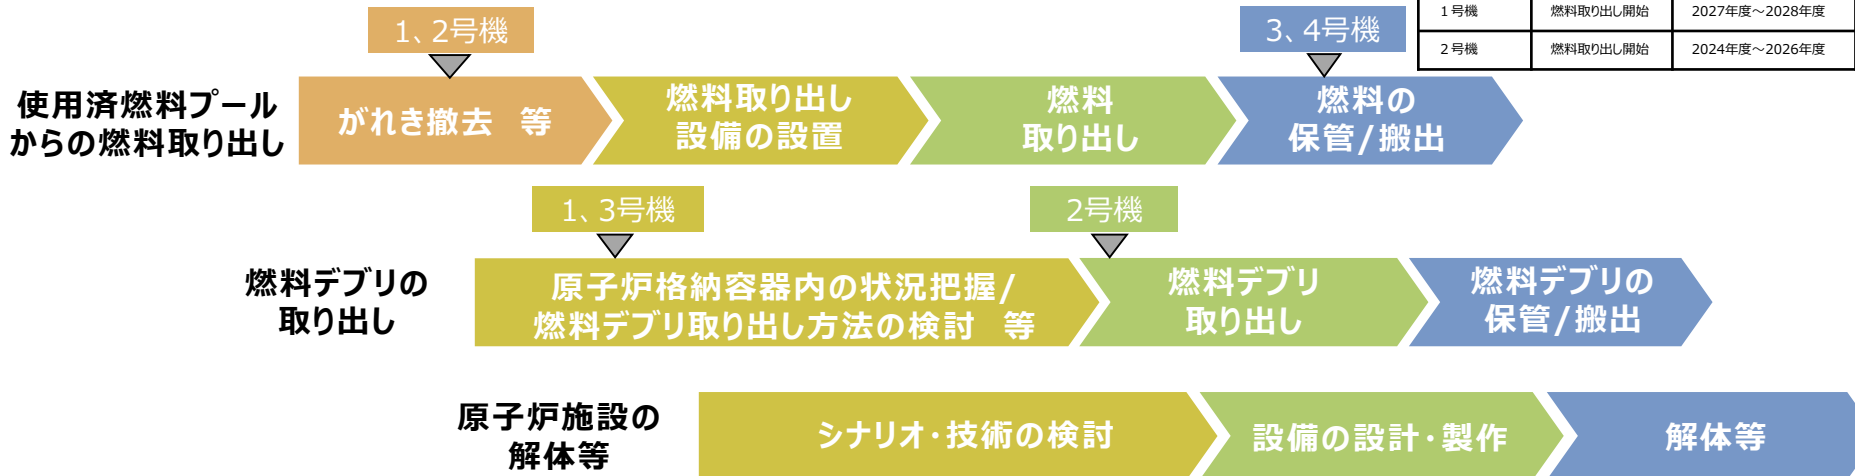 1号機 燃料取り出し開始 2027年度～2028年度
2号機 燃料取り出し開始 2024年度～2026年度
1、2号機
3、4号機
使用済燃料プール
からの燃料取り出し
がれき撤去 等
燃料取り出し
設備の設置
燃料
取り出し
燃料の
保管/搬出
1、3号機
2号機
燃料デブリの
取り出し
原子炉格納容器内の状況把握/
燃料デブリ取り出し方法の検討 等
燃料デブリ
取り出し
燃料デブリの
保管/搬出
原子炉施設の
解体等
シナリオ・技術の検討
設備の設計・製作
解体等